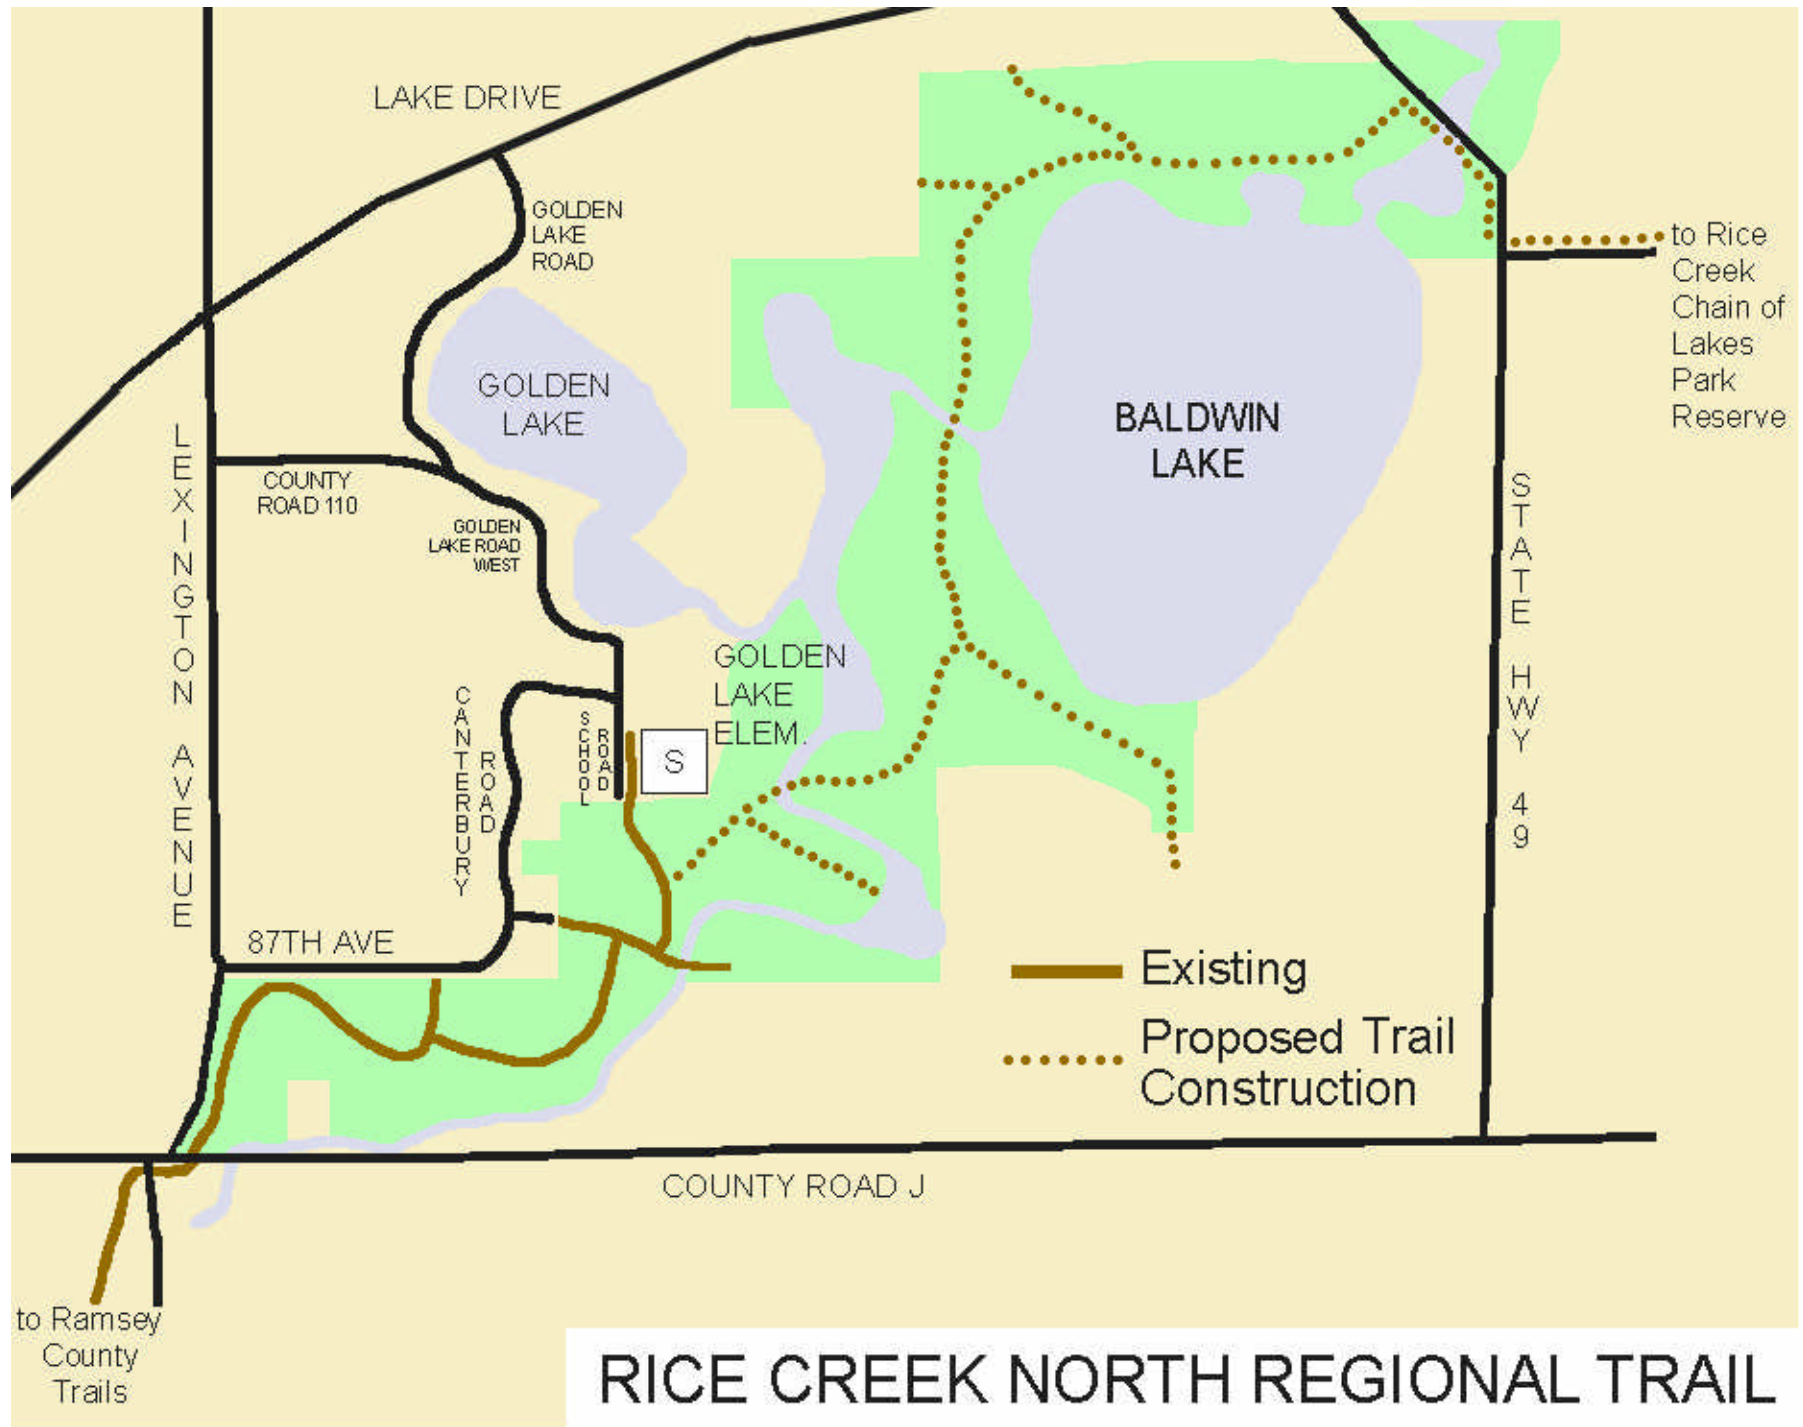 LAKE DRIVE
GOLDEN
LAKE
ROAD
to Rice
Creek
Chain of
Lakes
Park
Reserve
GOLDEN
LAKE
BALDWIN
LAKE
LEXINGTON AVENUE
COUNTY
ROAD 110
GOLDEN
LAKE ROAD
WEST
STATE HWY 49
GOLDEN
LAKE
ELEM.
CANTERBURY
ROAD
SCHOOL
ROAD
S
87TH AVE
Existing
Proposed Trail
Construction
COUNTY ROAD J
to Ramsey
County
Trails
RICE CREEK NORTH REGIONAL TRAIL